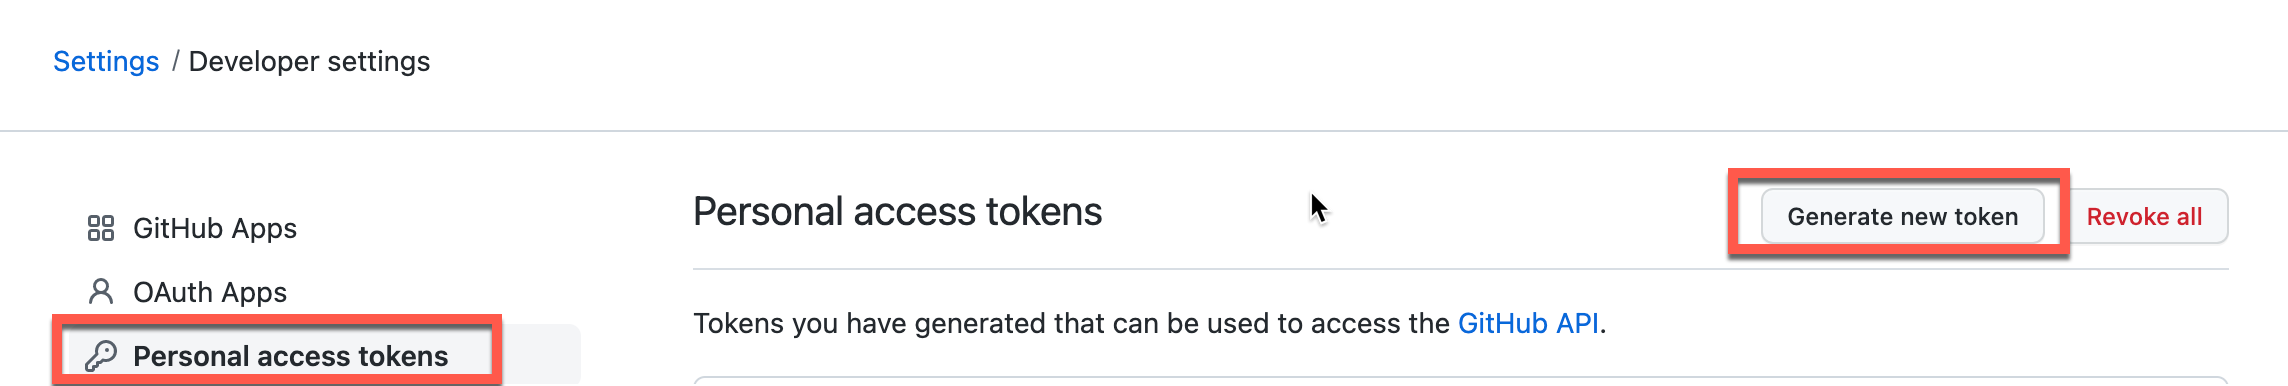 Settings / Developer settings
GitHub Apps
OAuth Apps
Personal access tokens
Personal access tokens
Generate new token
Revoke all
Tokens you have generated that can be used to access the GitHub API.